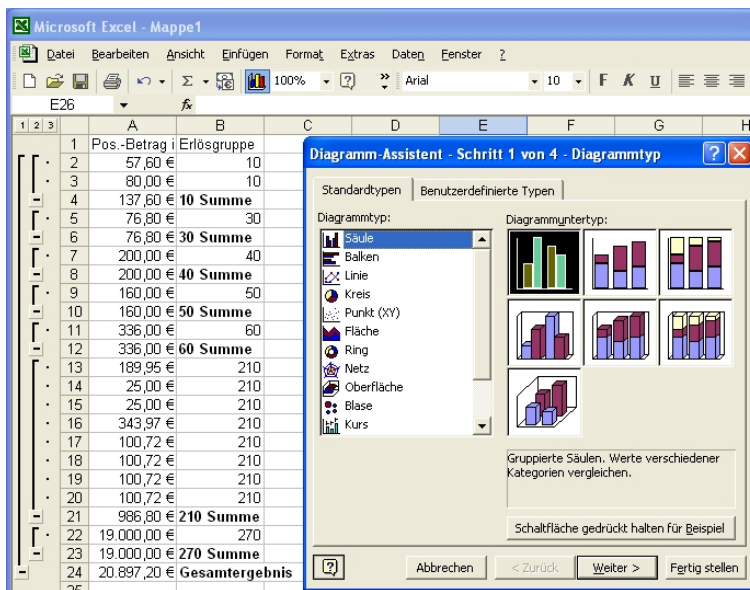 Microsoft Excel - Mappe1
Datei Bearbeiten Ansicht Einfügen Format Extras Daten Fenster ?
100% Arial 10 F K U
E26 fx
1 2 3 A B C D E F G H
1 Pos.-Betrag i Erlösgruppe
2 57,60 € 10
3 80,00 € 10
4 137,60 € 10 Summe
5 76,80 € 30
6 76,80 € 30 Summe
7 200,00 € 40
8 200,00 € 40 Summe
9 160,00 € 50
10 160,00 € 50 Summe
11 336,00 € 60
12 336,00 € 60 Summe
13 189,95 € 210
14 25,00 € 210
15 25,00 € 210
16 343,97 € 210
17 100,72 € 210
18 100,72 € 210
19 100,72 € 210
20 100,72 € 210
21 986,80 € 210 Summe
22 19.000,00 € 270
23 19.000,00 € 270 Summe
24 20.897,20 € Gesamtergebnis
Diagramm-Assistent - Schritt 1 von 4 - Diagrammtyp
Standardtypen Benutzerdefinierte Typen
Diagrammtyp: Diagrammuntertyp:
Säule
Balken
Linie
Kreis
Punkt (XY)
Fläche
Ring
Netz
Oberfläche
Blase
Kurs
Gruppierte Säulen. Werte verschiedener
Kategorien vergleichen.
Schaltfläche gedrückt halten für Beispiel
Abbrechen < Zurück Weiter > Fertig stellen